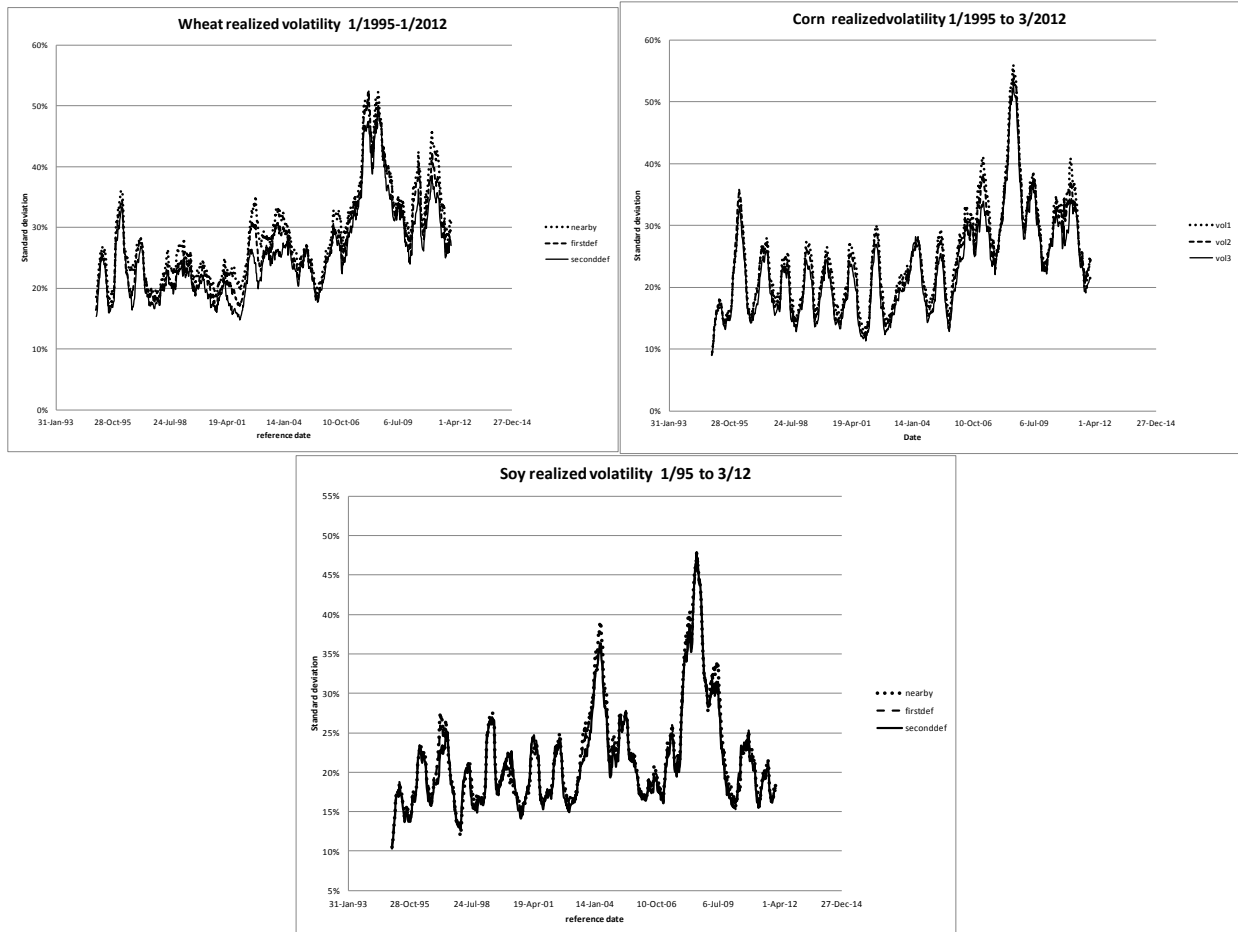 Wheat realized volatility 1/1995-1/2012
60%
50%
40%
30%
20%
10%
0%
Standard deviation
31-Jan-93 28-Oct-95 24-Jul-98 19-Apr-01 14-Jan-04 10-Oct-06 6-Jul-09 1-Apr-12 27-Dec-14
reference date
nearby
firstdef
seconddef
Corn realizedvolatility 1/1995 to 3/2012
60%
50%
40%
30%
20%
10%
0%
Standard deviation
31-Jan-93 28-Oct-95 24-Jul-98 19-Apr-01 14-Jan-04 10-Oct-06 6-Jul-09 1-Apr-12 27-Dec-14
Date
vol1
vol2
vol3
Soy realized volatility 1/95 to 3/12
55%
50%
45%
40%
35%
30%
25%
20%
15%
10%
5%
Standard deviation
31-Jan-93 28-Oct-95 24-Jul-98 19-Apr-01 14-Jan-04 10-Oct-06 6-Jul-09 1-Apr-12 27-Dec-14
reference date
nearby
firstdef
seconddef